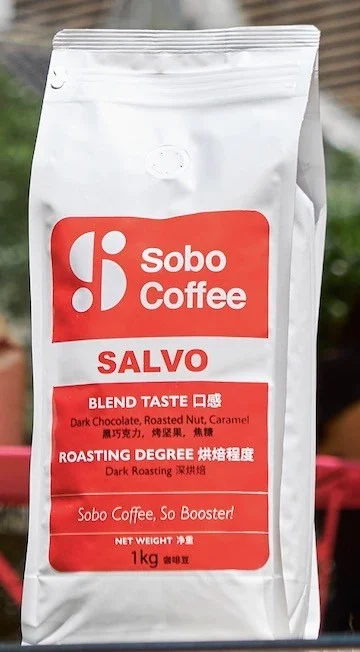 Sobo
Coffee
SALVO
BLEND TASTE 口感
Dark Chocolate, Roasted Nut, Caramel
黑巧克力，烤坚果，焦糖
ROASTING DEGREE 烘焙程度
Dark Roasting 深烘焙
Sobo Coffee, So Booster!
NET WEIGHT 净重
1kg 咖啡豆